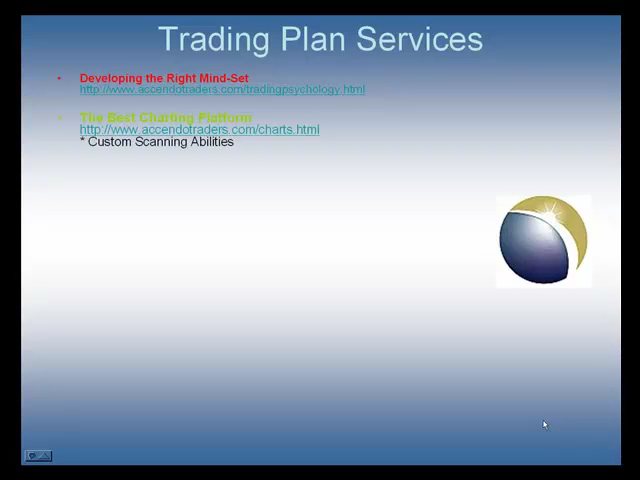 Trading Plan Services
• Developing the Right Mind-Set
http://www.accendotraders.com/tradingpsychology.html
• The Best Charting Platform
http://www.accendotraders.com/charts.html
* Custom Scanning Abilities